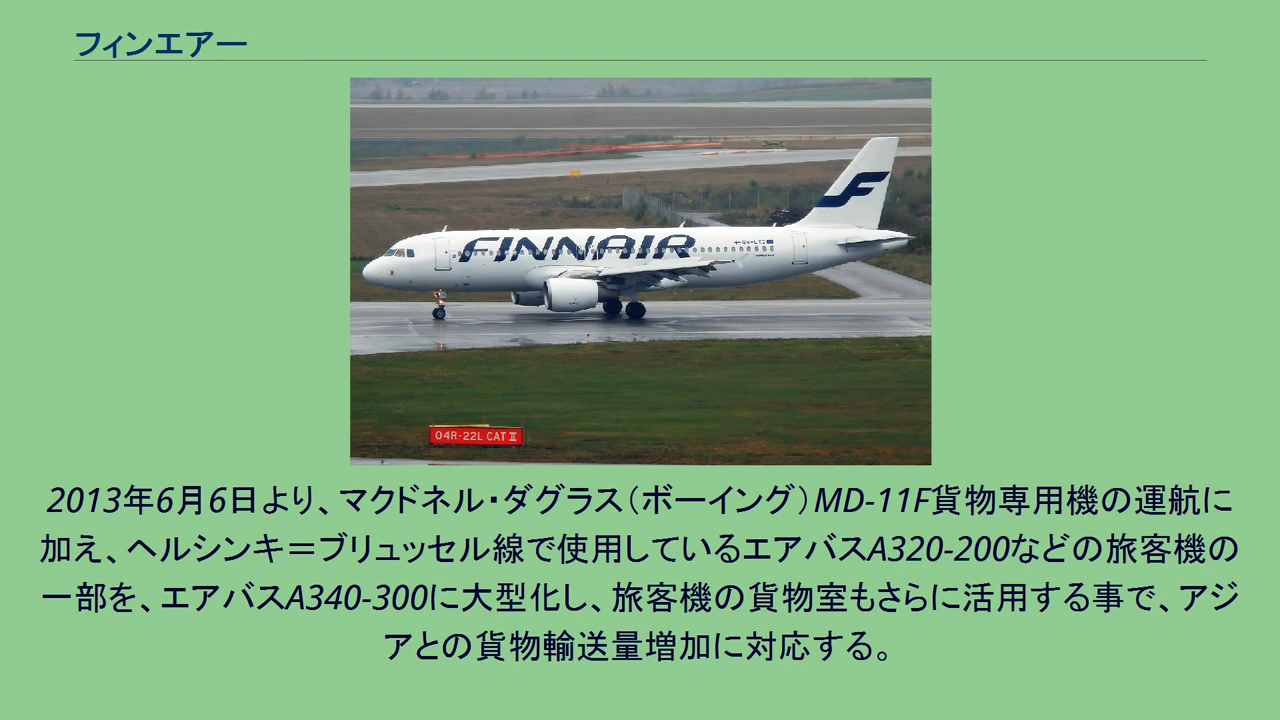 フィンエアー
FINNAIR
04R-22L CAT II
2013年6月6日より、マクドネル・ダグラス（ボーイング）MD-11F貨物専用機の運航に
加え、ヘルシンキ＝ブリュッセル線で使用しているエアバスA320-200などの旅客機の
一部を、エアバスA340-300に大型化し、旅客機の貨物室もさらに活用する事で、アジ
アとの貨物輸送量増加に対応する。